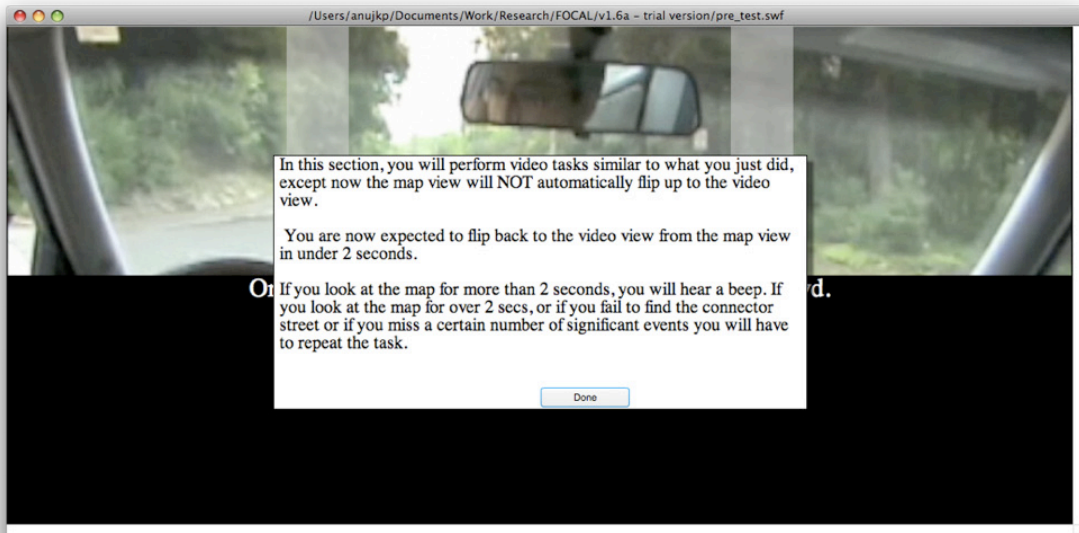 /Users/anujkp/Documents/Work/Research/FOCAL/v1.6a – trial version/pre_test.swf
In this section, you will perform video tasks similar to what you just did,
except now the map view will NOT automatically flip up to the video
view.
You are now expected to flip back to the video view from the map view
in under 2 seconds.
If you look at the map for more than 2 seconds, you will hear a beep. If
you look at the map for over 2 secs, or if you fail to find the connector
street or if you miss a certain number of significant events you will have
to repeat the task.
Done